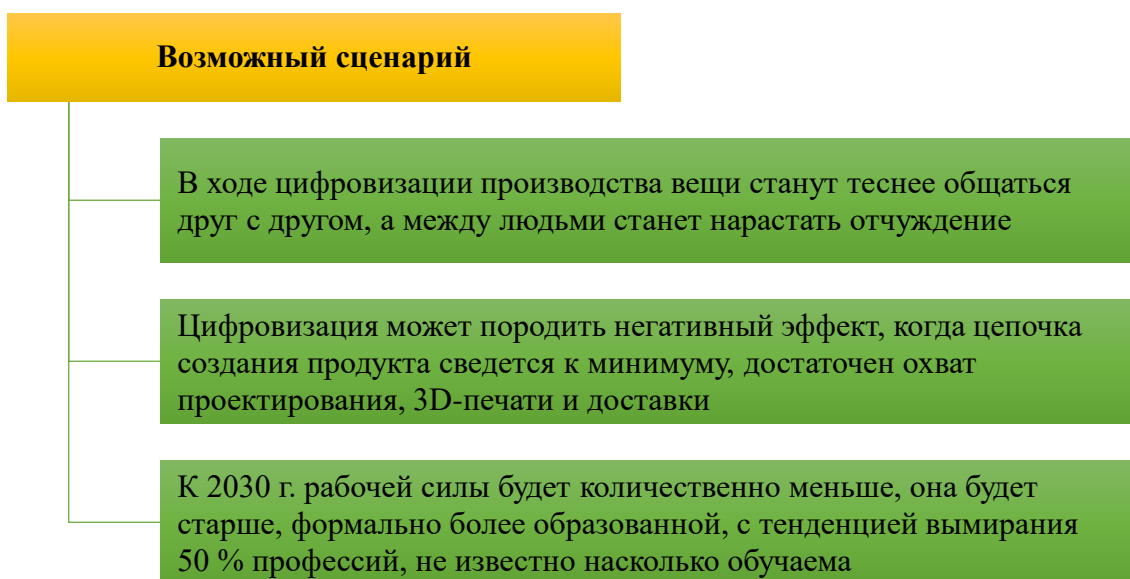 Возможный сценарий
В ходе цифровизации производства вещи станут теснее общаться
друг с другом, а между людьми станет нарастать отчуждение
Цифровизация может породить негативный эффект, когда цепочка
создания продукта сведется к минимуму, достаточен охват
проектирования, 3D-печати и доставки
К 2030 г. рабочей силы будет количественно меньше, она будет
старше, формально более образованной, с тенденцией вымирания
50 % профессий, не известно насколько обучаема